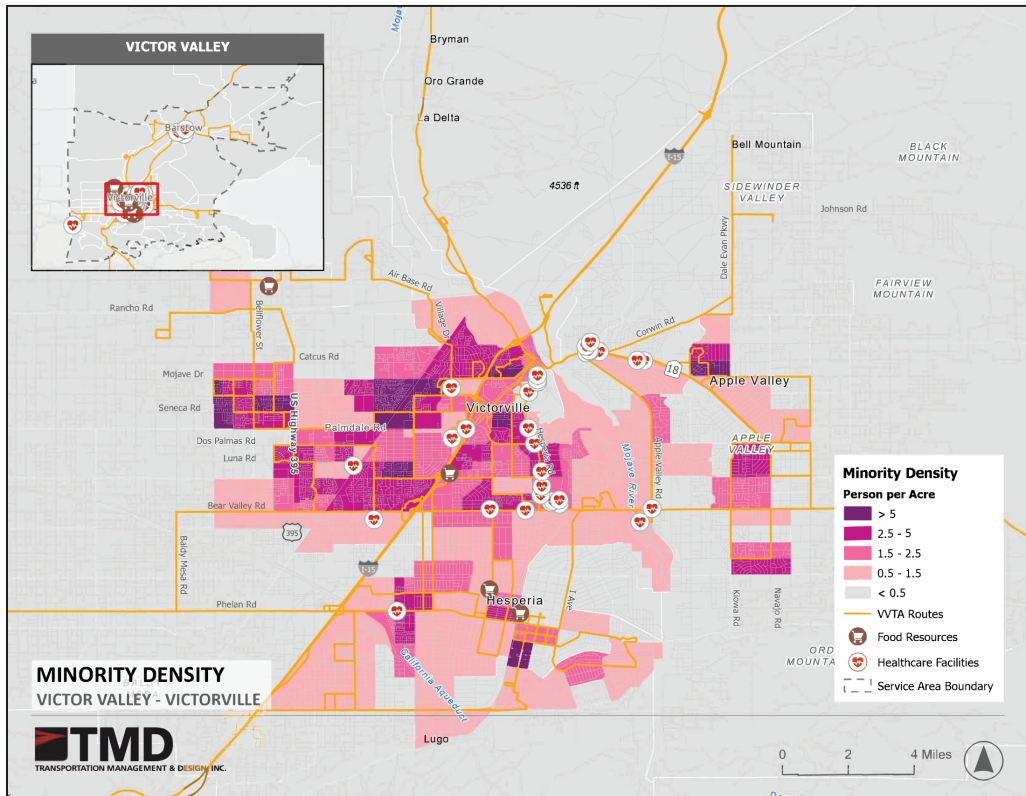 VICTOR VALLEY
Barstow
Victorville
Bryman
Oro Grande
La Delta
I-15
4536 ft
Bell Mountain
BLACK
MOUNTAIN
SIDEWINDER
VALLEY
Johnson Rd
Dale Evan Pkwy
FAIRVIEW
MOUNTAIN
Air Base Rd
Village Dr
Rancho Rd
Bellflower St
Corwin Rd
Catcus Rd
Mojave Dr
18
Apple Valley
Seneca Rd
US Highway 395
Victorville
Palmdale Rd
Hesperia Rd
Dos Palmas Rd
Luna Rd
Mojave River
Apple Valley Rd
APPLE
VALLEY
Bear Valley Rd
395
Baldy Mesa Rd
I-15
Phelan Rd
Hesperia
I Ave
Kiowa Rd
Navajo Rd
California Aqueduct
Lugo
Minority Density
Person per Acre
> 5
2.5 - 5
1.5 - 2.5
0.5 - 1.5
< 0.5
VVTA Routes
Food Resources
Healthcare Facilities
Service Area Boundary
MINORITY DENSITY
VICTOR VALLEY - VICTORVILLE
TMD
TRANSPORTATION MANAGEMENT & DESIGN, INC.
0 2 4 Miles